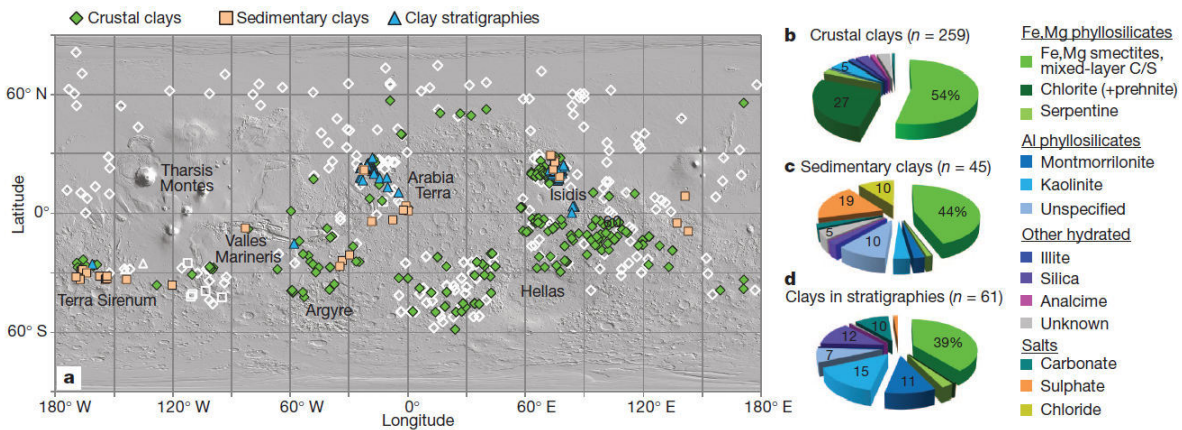 Crustal clays
Sedimentary clays
Clay stratigraphies
60° N
0°
60° S
Latitude
Tharsis
Montes
Arabia
Terra
Isidis
Valles
Marineris
Terra Sirenum
Argyre
Hellas
a
180° W
120° W
60 W
0°
60° E
120° E
180° E
Longitude
b Crustal clays (n = 259)
5
27
54%
c Sedimentary clays (n = 45)
10
19
5
10
44%
Clays in stratigraphies (n = 61)
d
10
12
7
15
11
39%
Fe,Mg phyllosilicates
Fe,Mg smectites,
mixed-layer C/S
Chlorite (+prehnite)
Serpentine
Al phyllosilicates
Montmorrilonite
Kaolinite
Unspecified
Other hydrated
Illite
Silica
Analcime
Unknown
Salts
Carbonate
Sulphate
Chloride